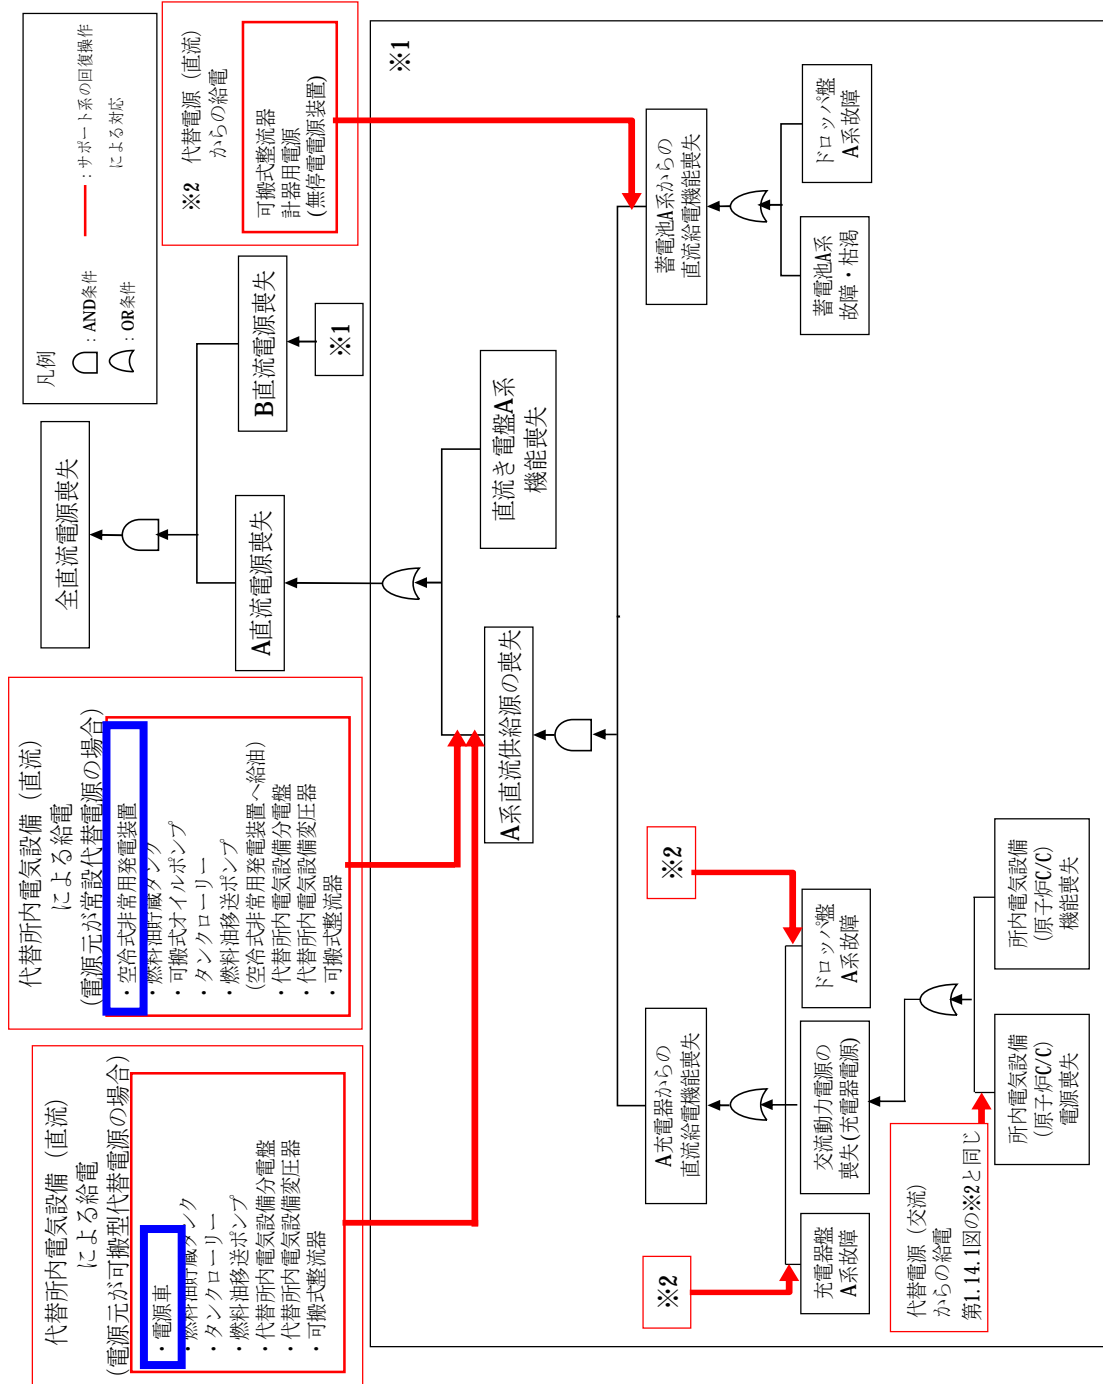 代替所内電気設備（直流）
による給電
(電源元が可搬型代替電源の場合)
・電源車
・燃料油貯蔵タンク
・タンクローリー
・燃料油移送ポンプ
・代替所内電気設備分電盤
・代替所内電気設備変圧器
・可搬式整流器
代替所内電気設備（直流）
による給電
(電源元が常設代替電源の場合)
・空冷式非常用発電装置
・燃料油貯蔵タンク
・可搬式オイルポンプ
・タンクローリー
・燃料油移送ポンプ
(空冷式非常用発電装置へ給油)
・代替所内電気設備分電盤
・代替所内電気設備変圧器
・可搬式整流器
全直流電源喪失
A直流電源喪失
B直流電源喪失
※1
凡例
：AND条件
：OR条件
：サポート系の回復操作
による対応
※2 代替電源（直流）
からの給電
可搬式整流器
計器用電源
(無停電電源装置)
※1
A系直流供給源の喪失
直流き電盤A系
機能喪失
A充電器からの
直流給電機能喪失
蓄電池A系からの
直流給電機能喪失
※2
※2
充電器盤
A系故障
交流動力電源の
喪失(充電器電源)
ドロッパ盤
A系故障
蓄電池A系
故障・枯渇
ドロッパ盤
A系故障
代替電源（交流）
からの給電
第1.14.1図の※2と同じ
所内電気設備
(原子炉C/C)
電源喪失
所内電気設備
(原子炉C/C)
機能喪失